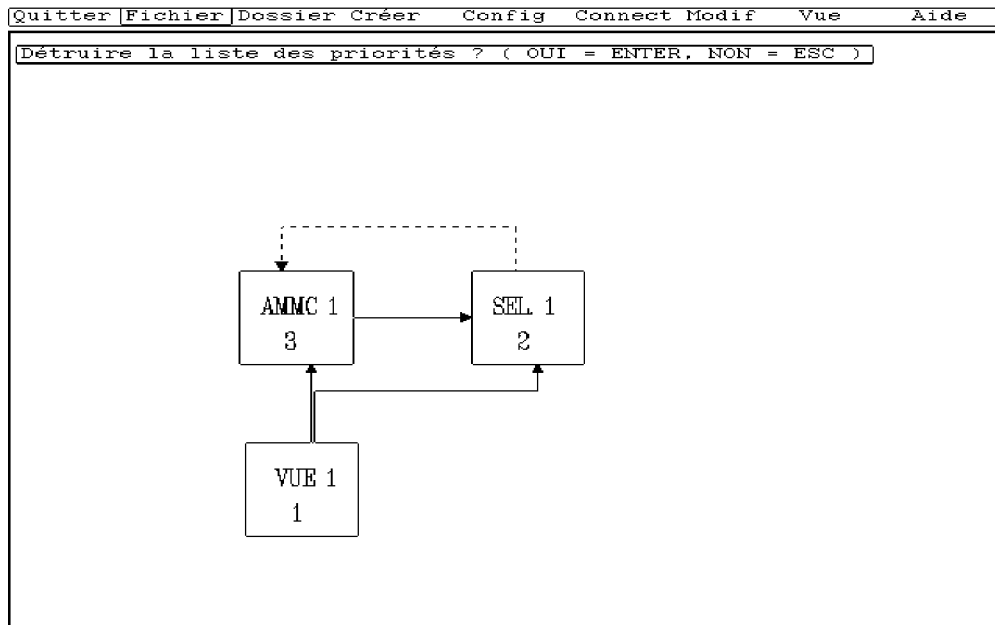 Quitter Fichier Dossier Créer Config Connect Modif Vue Aide
Détruire la liste des priorités ? ( OUI = ENTER, NON = ESC )
AMMC 1
3
SEL 1
2
VUE 1
1